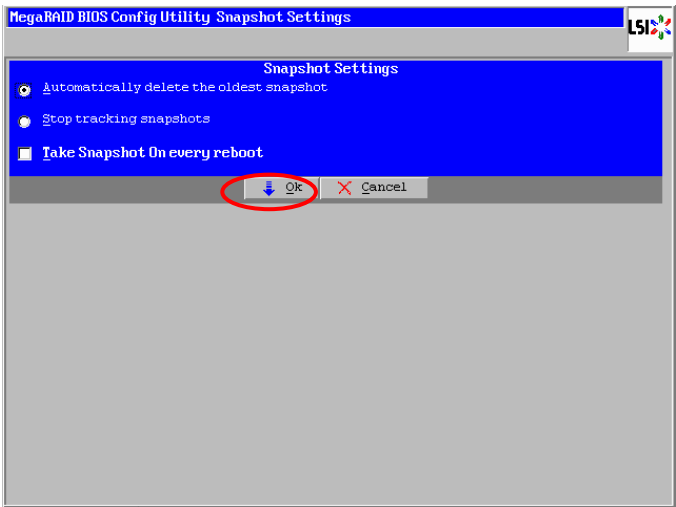 MegaRAID BIOS Config Utility Snapshot Settings
LSI
Snapshot Settings
Automatically delete the oldest snapshot
Stop tracking snapshots
Take Snapshot On every reboot
Ok
Cancel